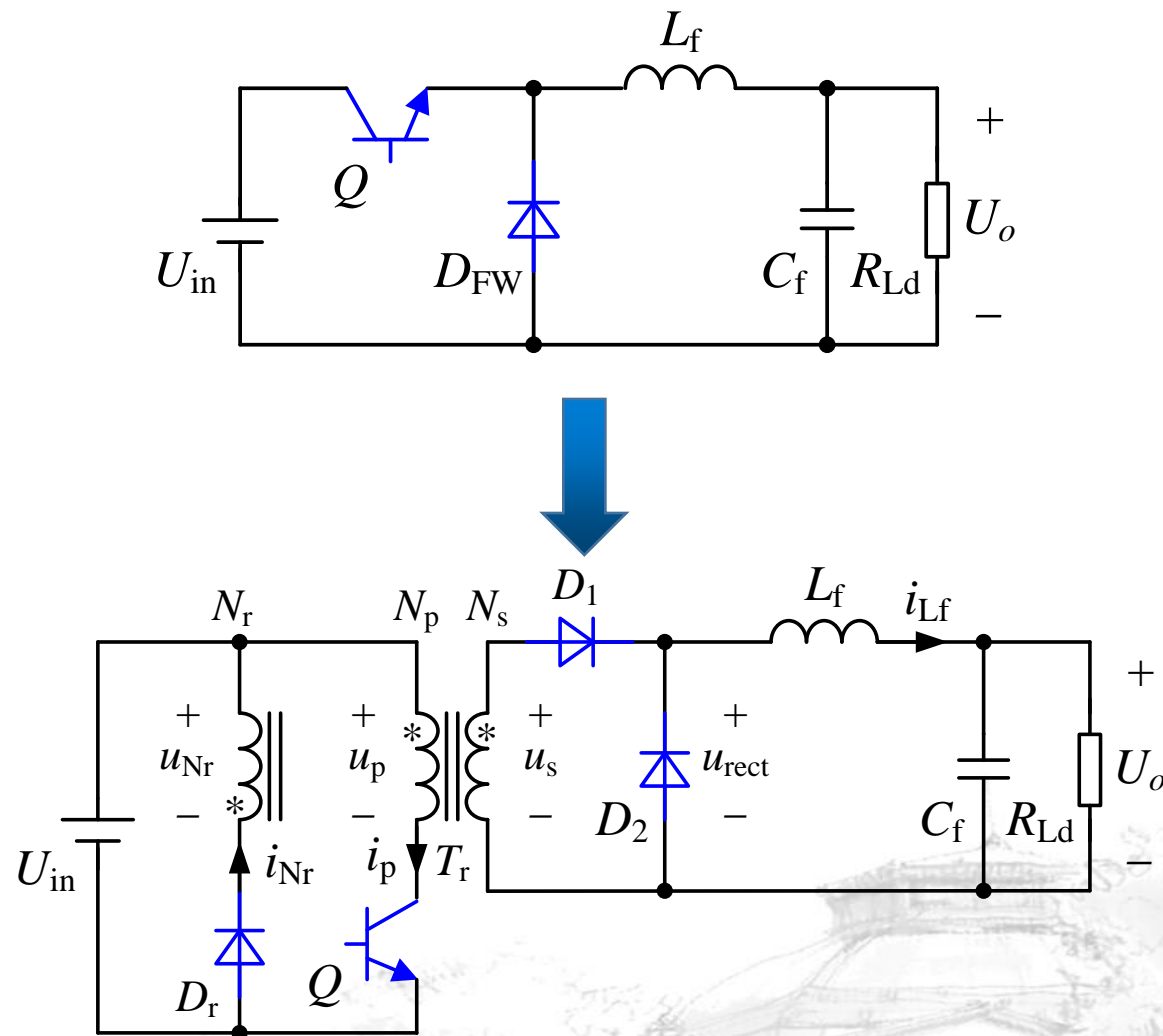 L_f
+
Q
U_in
D_FW
C_f
R_Ld
U_o
−
N_r
N_p
N_s
D_1
L_f
i_Lf
+
+
*
*
+
+
+
u_Nr
u_p
u_s
u_rect
*
−
−
−
−
D_2
C_f
R_Ld
U_o
−
U_in
i_Nr
i_p
T_r
D_r
Q